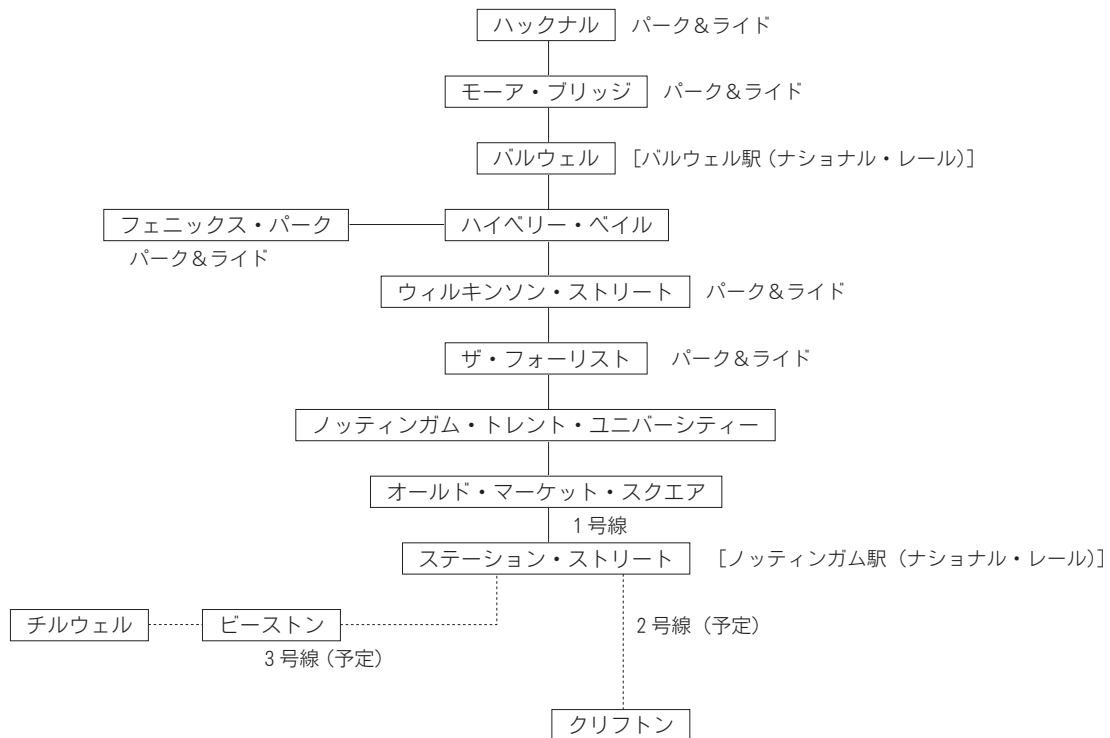 ハックナル パーク＆ライド
モーア・ブリッジ パーク＆ライド
バルウェル [バルウェル駅（ナショナル・レール）]
フェニックス・パーク ハイベリー・ベイル
パーク＆ライド
ウィルキンソン・ストリート パーク＆ライド
ザ・フォーリスト パーク＆ライド
ノッティンガム・トレント・ユニバーシティー
オールド・マーケット・スクエア
1号線
ステーション・ストリート [ノッティンガム駅（ナショナル・レール）]
チルウェル ビーストン 2号線（予定）
3号線（予定）
クリフトン